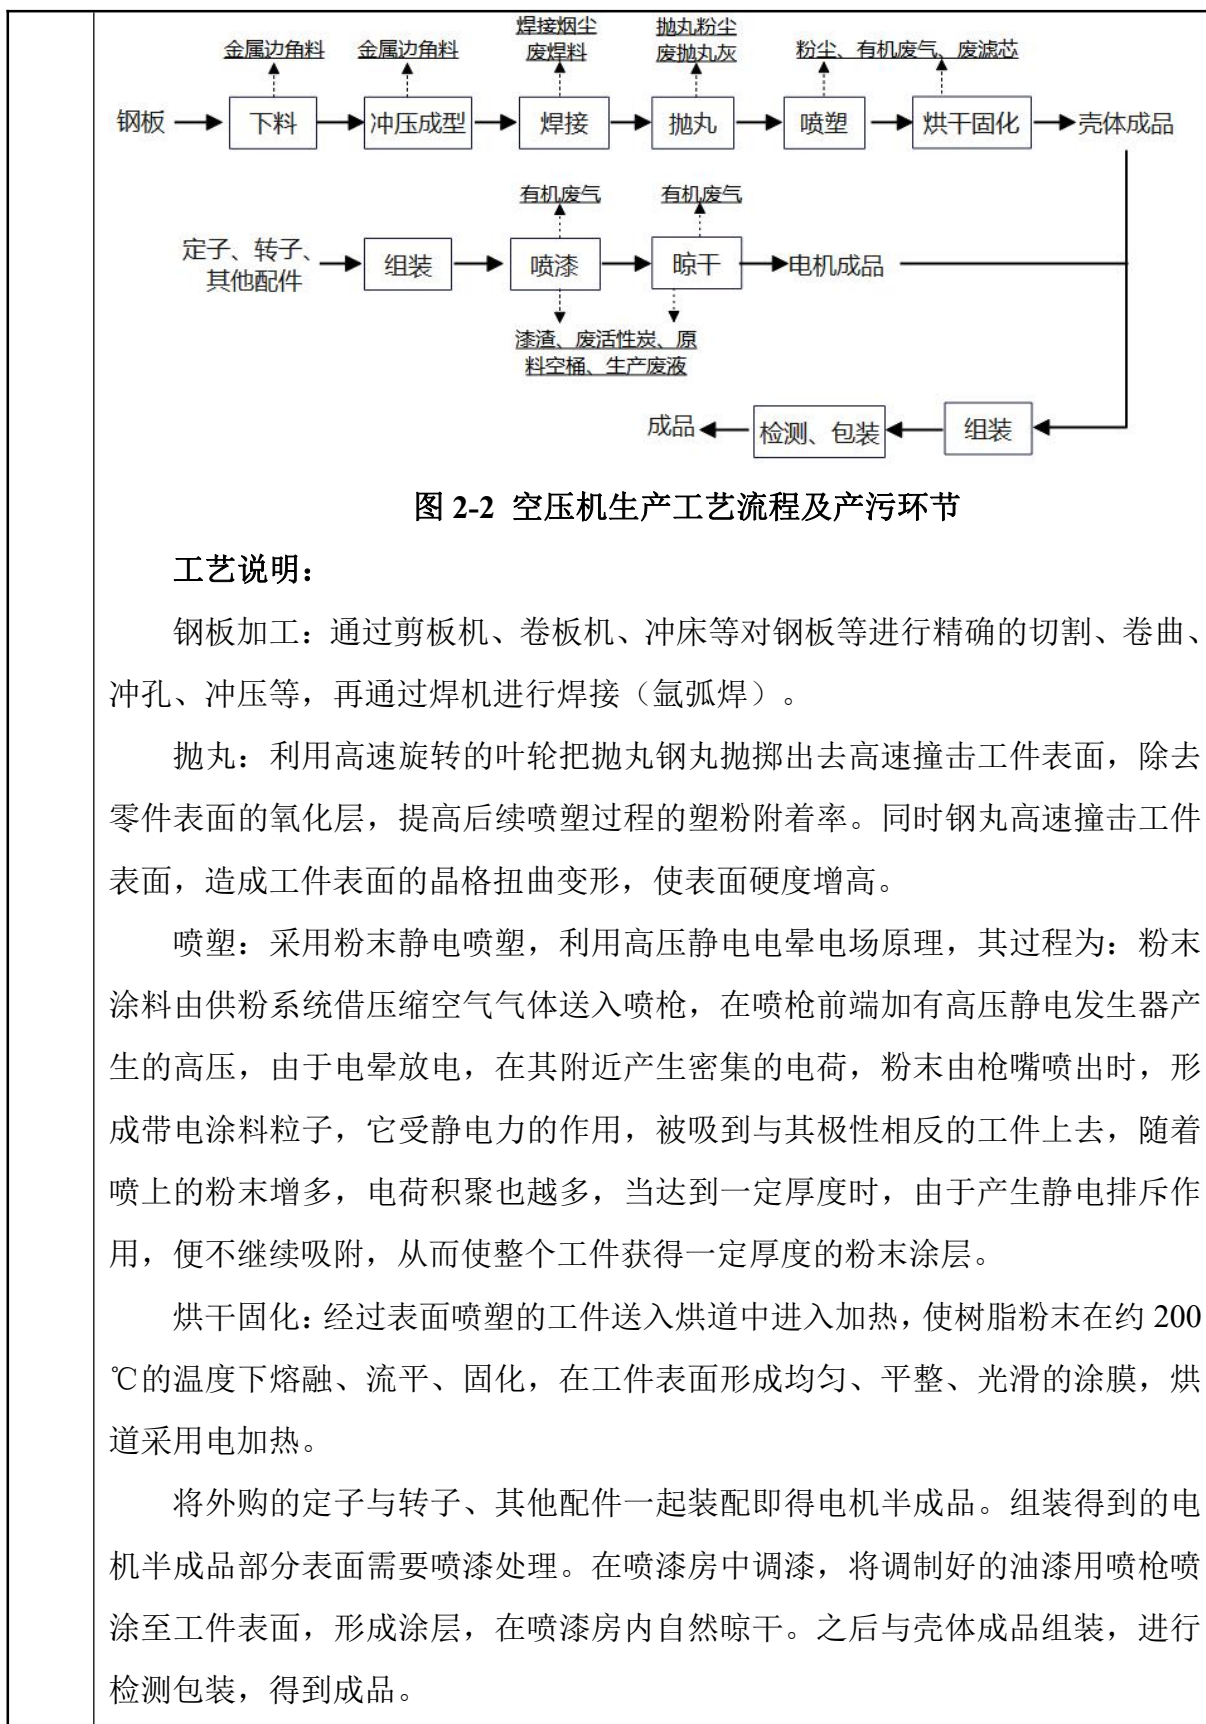 金属边角料 金属边角料 焊接烟尘 抛丸粉尘 粉尘、有机废气、废滤芯
废焊料 废抛丸灰
钢板 下料 冲压成型 焊接 抛丸 喷塑 烘干固化 壳体成品
有机废气 有机废气
定子、转子、
其他配件 组装 喷漆 晾干 电机成品
漆渣、废活性炭、原
料空桶、生产废液
成品 检测、包装 组装
图 2-2 空压机生产工艺流程及产污环节
工艺说明：
钢板加工：通过剪板机、卷板机、冲床等对钢板等进行精确的切割、卷曲、
冲孔、冲压等，再通过焊机进行焊接（氩弧焊）。
抛丸：利用高速旋转的叶轮把抛丸钢丸抛掷出去高速撞击工件表面，除去
零件表面的氧化层，提高后续喷塑过程的塑粉附着率。同时钢丸高速撞击工件
表面，造成工件表面的晶格扭曲变形，使表面硬度增高。
喷塑：采用粉末静电喷塑，利用高压静电电晕电场原理，其过程为：粉末
涂料由供粉系统借压缩空气气体送入喷枪，在喷枪前端加有高压静电发生器产
生的高压，由于电晕放电，在其附近产生密集的电荷，粉末由枪嘴喷出时，形
成带电涂料粒子，它受静电力的作用，被吸到与其极性相反的工件上去，随着
喷上的粉末增多，电荷积聚也越多，当达到一定厚度时，由于产生静电排斥作
用，便不继续吸附，从而使整个工件获得一定厚度的粉末涂层。
烘干固化：经过表面喷塑的工件送入烘道中进入加热，使树脂粉末在约 200
℃的温度下熔融、流平、固化，在工件表面形成均匀、平整、光滑的涂膜，烘
道采用电加热。
将外购的定子与转子、其他配件一起装配即得电机半成品。组装得到的电
机半成品部分表面需要喷漆处理。在喷漆房中调漆，将调制好的油漆用喷枪喷
涂至工件表面，形成涂层，在喷漆房内自然晾干。之后与壳体成品组装，进行
检测包装，得到成品。